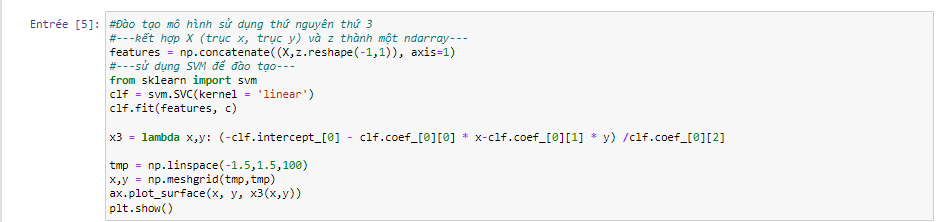 Entrée [5]: #Đào tạo mô hình sử dụng thứ nguyên thứ 3
#---kết hợp X (trục x, trục y) và z thành một ndarray---
features = np.concatenate((X,z.reshape(-1,1)), axis=1)
#---sử dụng SVM để đào tạo---
from sklearn import svm
clf = svm.SVC(kernel = 'linear')
clf.fit(features, c)
x3 = lambda x,y: (-clf.intercept_[0] - clf.coef_[0][0] * x-clf.coef_[0][1] * y) /clf.coef_[0][2]
tmp = np.linspace(-1.5,1.5,100)
x,y = np.meshgrid(tmp,tmp)
ax.plot_surface(x, y, x3(x,y))
plt.show()